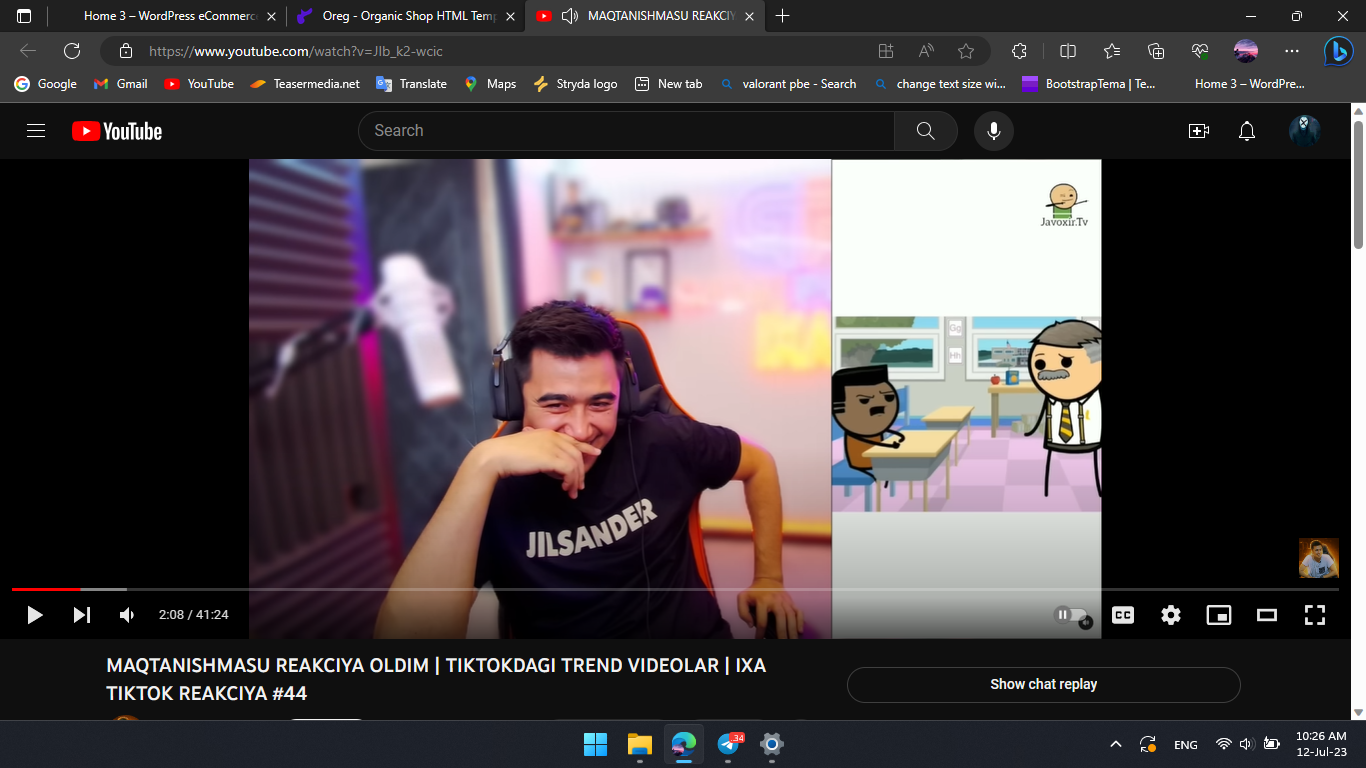 Home 3 – WordPress eCommerce
Oreg - Organic Shop HTML Temp
MAQTANISHMASU REAKCIY
https://www.youtube.com/watch?v=JIb_k2-wcic
Google
Gmail
YouTube
Teasermedia.net
Translate
Maps
Stryda logo
New tab
valorant pbe - Search
change text size wi...
BootstrapTema | Te...
Home 3 – WordPre...
YouTube
Search
Javoxir.Tv
Gg
Hh
JILSANDER
2:08 / 41:24
CC
MAQTANISHMASU REAKCIYA OLDIM | TIKTOKDAGI TREND VIDEOLAR | IXA
TIKTOK REAKCIYA #44
Show chat replay
34
ENG
10:26 AM
12-Jul-23